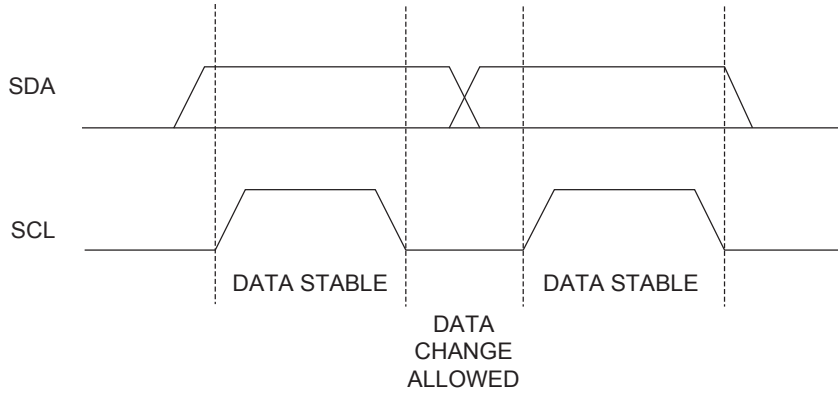 SDA
SCL
DATA STABLE
DATA STABLE
DATA
CHANGE
ALLOWED